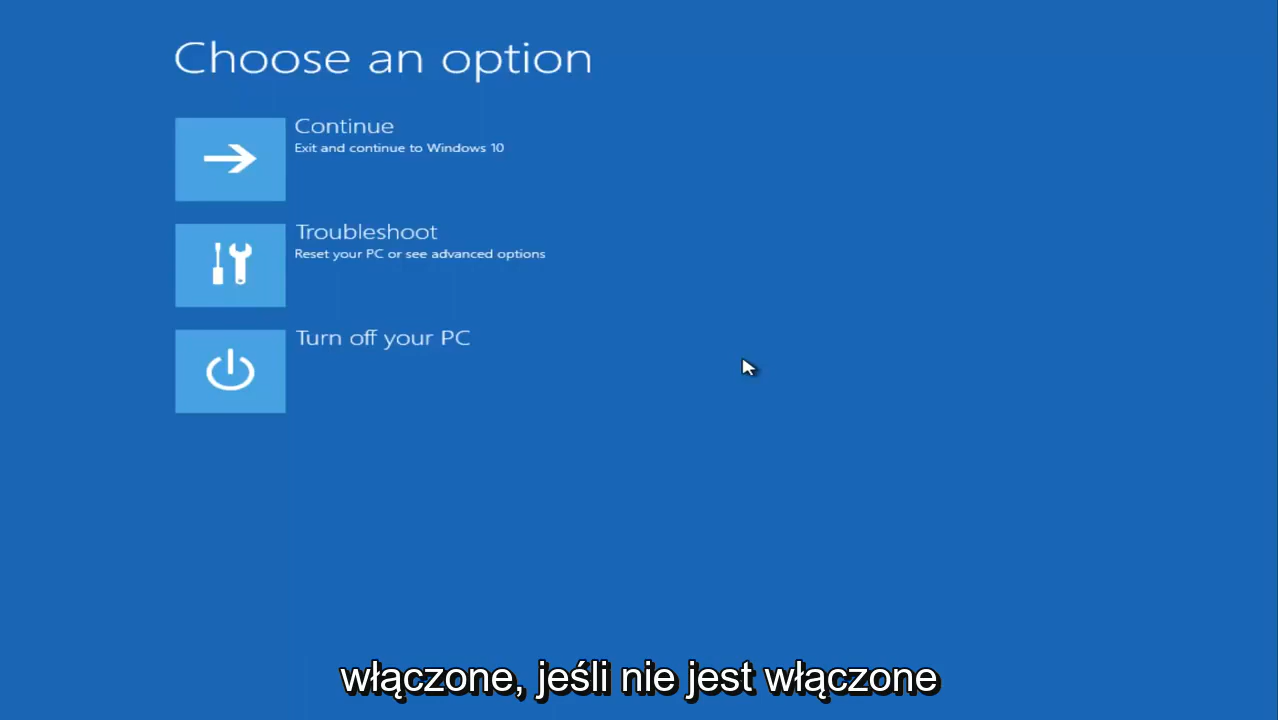 Choose an option
Continue
Exit and continue to Windows 10
Troubleshoot
Reset your PC or see advanced options
Turn off your PC
włączone, jeśli nie jest włączone